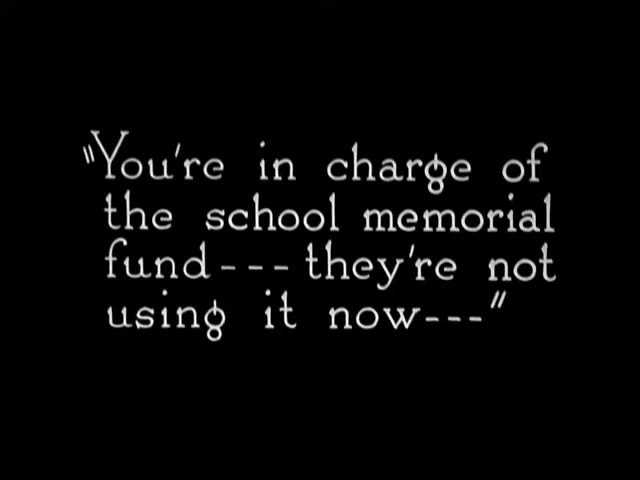 "You're in charge of
the school memorial
fund---they're not
using it now---"